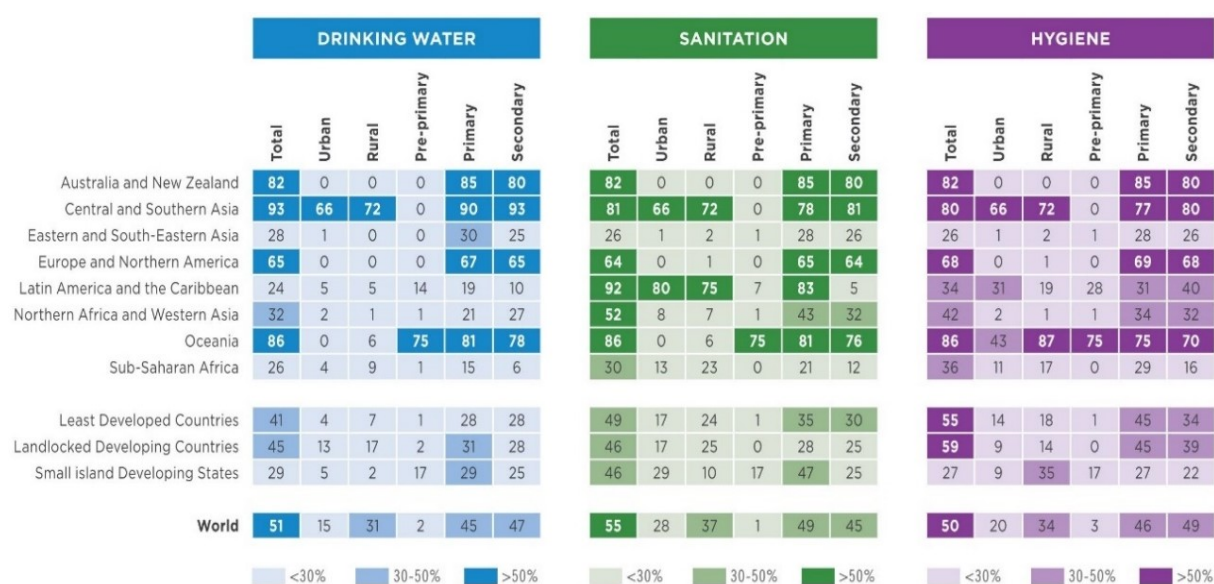 DRINKING WATER SANITATION HYGIENE
Total Urban Rural Pre-primary Primary Secondary Total Urban Rural Pre-primary Primary Secondary Total Urban Rural Pre-primary Primary Secondary
Australia and New Zealand 82 0 0 0 85 80 82 0 0 0 85 80 82 0 0 0 85 80
Central and Southern Asia 93 66 72 0 90 93 81 66 72 0 78 81 80 66 72 0 77 80
Eastern and South-Eastern Asia 28 1 0 0 30 25 26 1 2 1 28 26 26 1 2 1 28 26
Europe and Northern America 65 0 0 0 67 65 64 0 1 0 65 64 68 0 1 0 69 68
Latin America and the Caribbean 24 5 5 14 19 10 92 80 75 7 83 5 34 31 19 28 31 40
Northern Africa and Western Asia 32 2 1 1 21 27 52 8 7 1 43 32 42 2 1 1 34 32
Oceania 86 0 6 75 81 78 86 0 6 75 81 76 86 43 87 75 75 70
Sub-Saharan Africa 26 4 9 1 15 6 30 13 23 0 21 12 36 11 17 0 29 16
Least Developed Countries 41 4 7 1 28 28 49 17 24 1 35 30 55 14 18 1 45 34
Landlocked Developing Countries 45 13 17 2 31 28 46 17 25 0 28 25 59 9 14 0 45 39
Small island Developing States 29 5 2 17 29 25 46 29 10 17 47 25 27 9 35 17 27 22
World 51 15 31 2 45 47 55 28 37 1 49 45 50 20 34 3 46 49
<30% 30-50% >50% <30% 30-50% >50% <30% 30-50% >50%